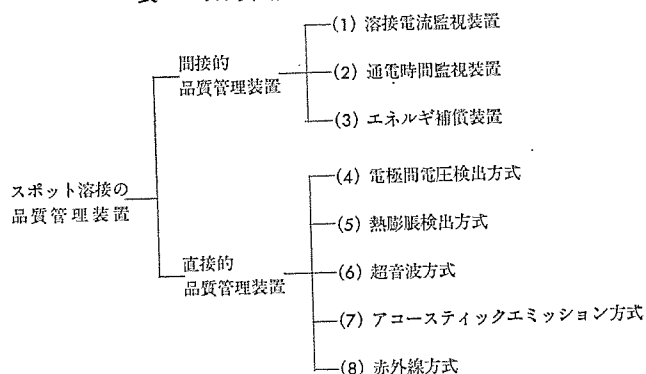 (1) 溶接電流監視装置
間接的
品質管理装置
(2) 通電時間監視装置
(3) エネルギ補償装置
スポット溶接の
品質管理装置
(4) 電極間電圧検出方式
(5) 熱膨脹検出方式
直接的
品質管理装置
(6) 超音波方式
(7) アコースティックエミッション方式
(8) 赤外線方式